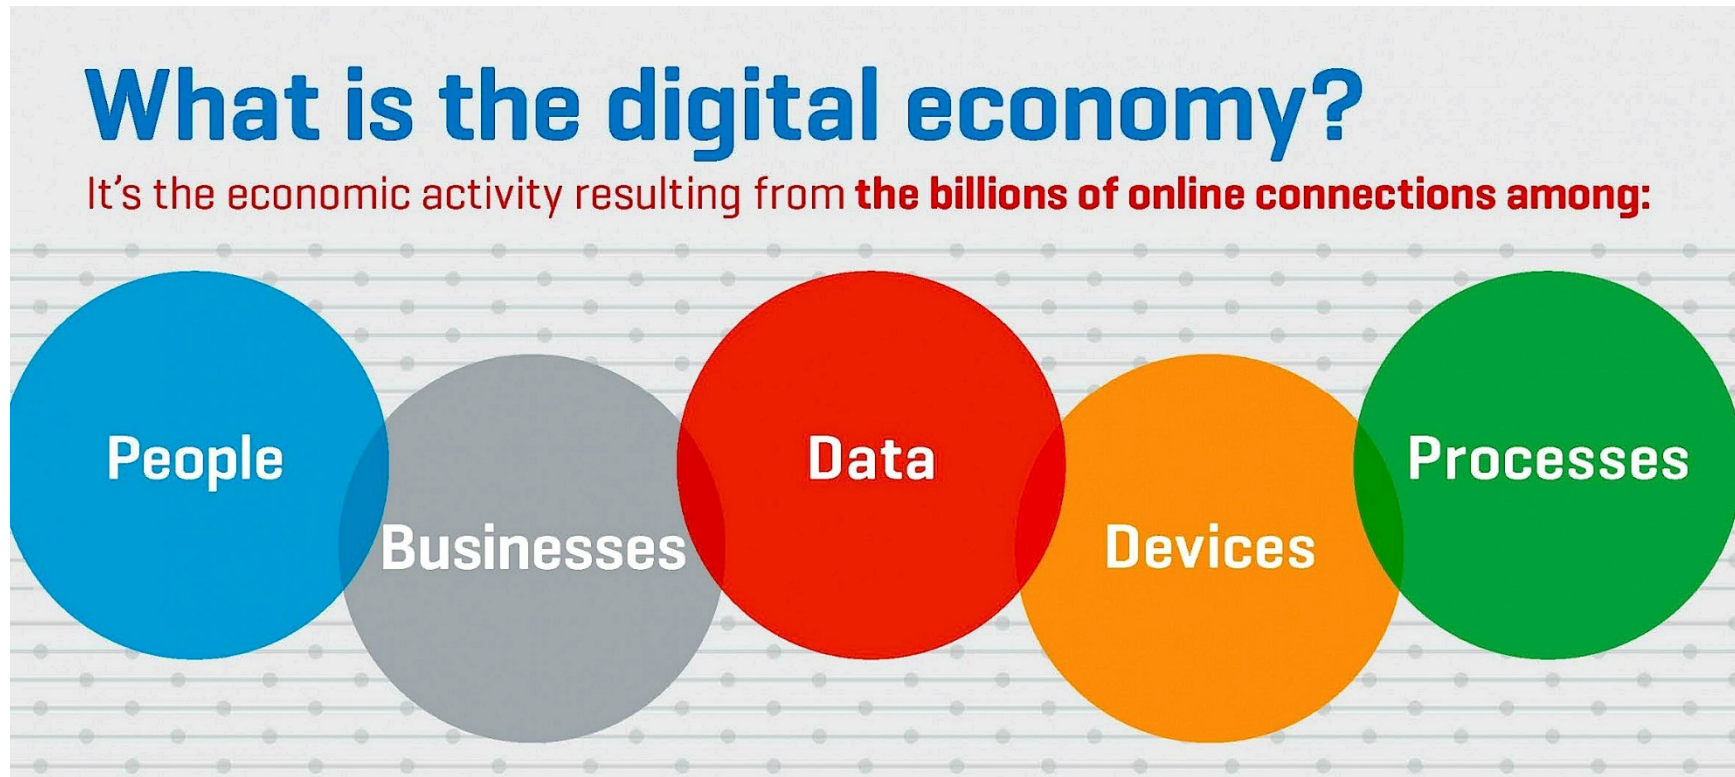 What is the digital economy?
It's the economic activity resulting from the billions of online connections among:
People
Businesses
Data
Devices
Processes